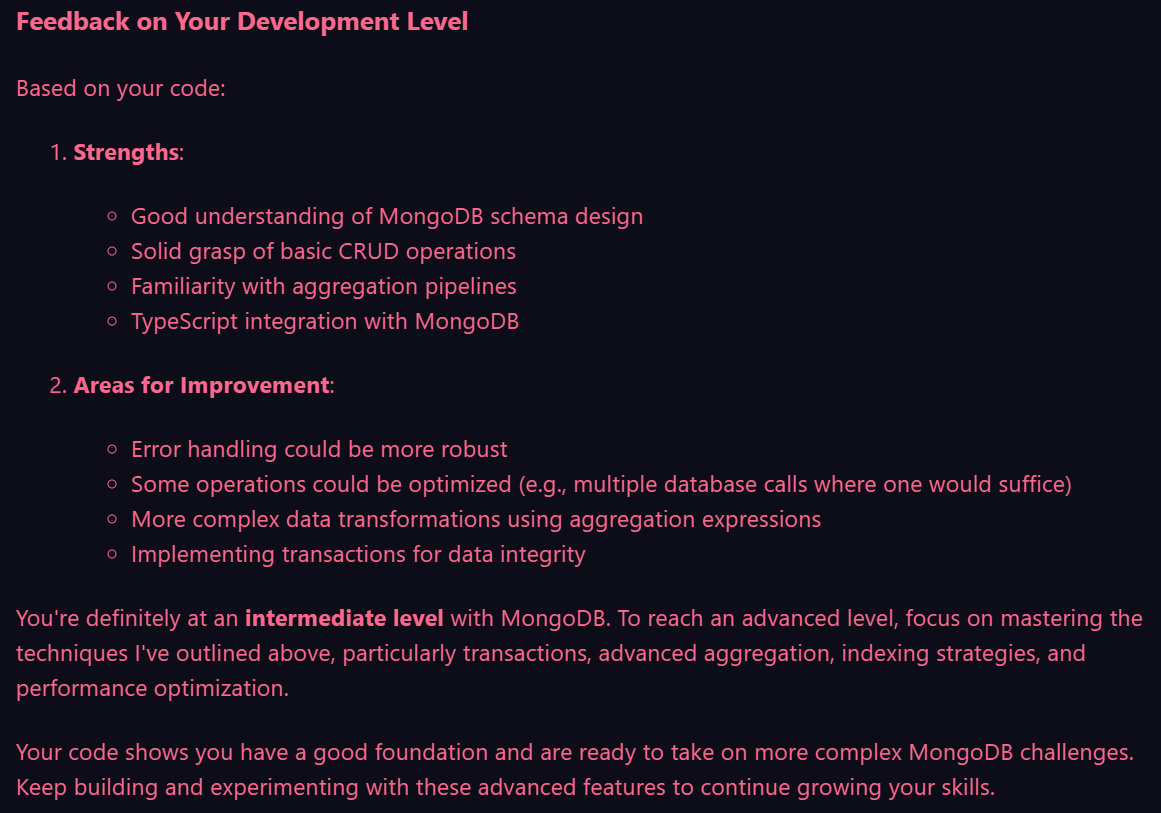 Feedback on Your Development Level
Based on your code:
1. Strengths:
○ Good understanding of MongoDB schema design
○ Solid grasp of basic CRUD operations
○ Familiarity with aggregation pipelines
○ TypeScript integration with MongoDB
2. Areas for Improvement:
○ Error handling could be more robust
○ Some operations could be optimized (e.g., multiple database calls where one would suffice)
○ More complex data transformations using aggregation expressions
○ Implementing transactions for data integrity
You're definitely at an intermediate level with MongoDB. To reach an advanced level, focus on mastering the
techniques I've outlined above, particularly transactions, advanced aggregation, indexing strategies, and
performance optimization.
Your code shows you have a good foundation and are ready to take on more complex MongoDB challenges.
Keep building and experimenting with these advanced features to continue growing your skills.